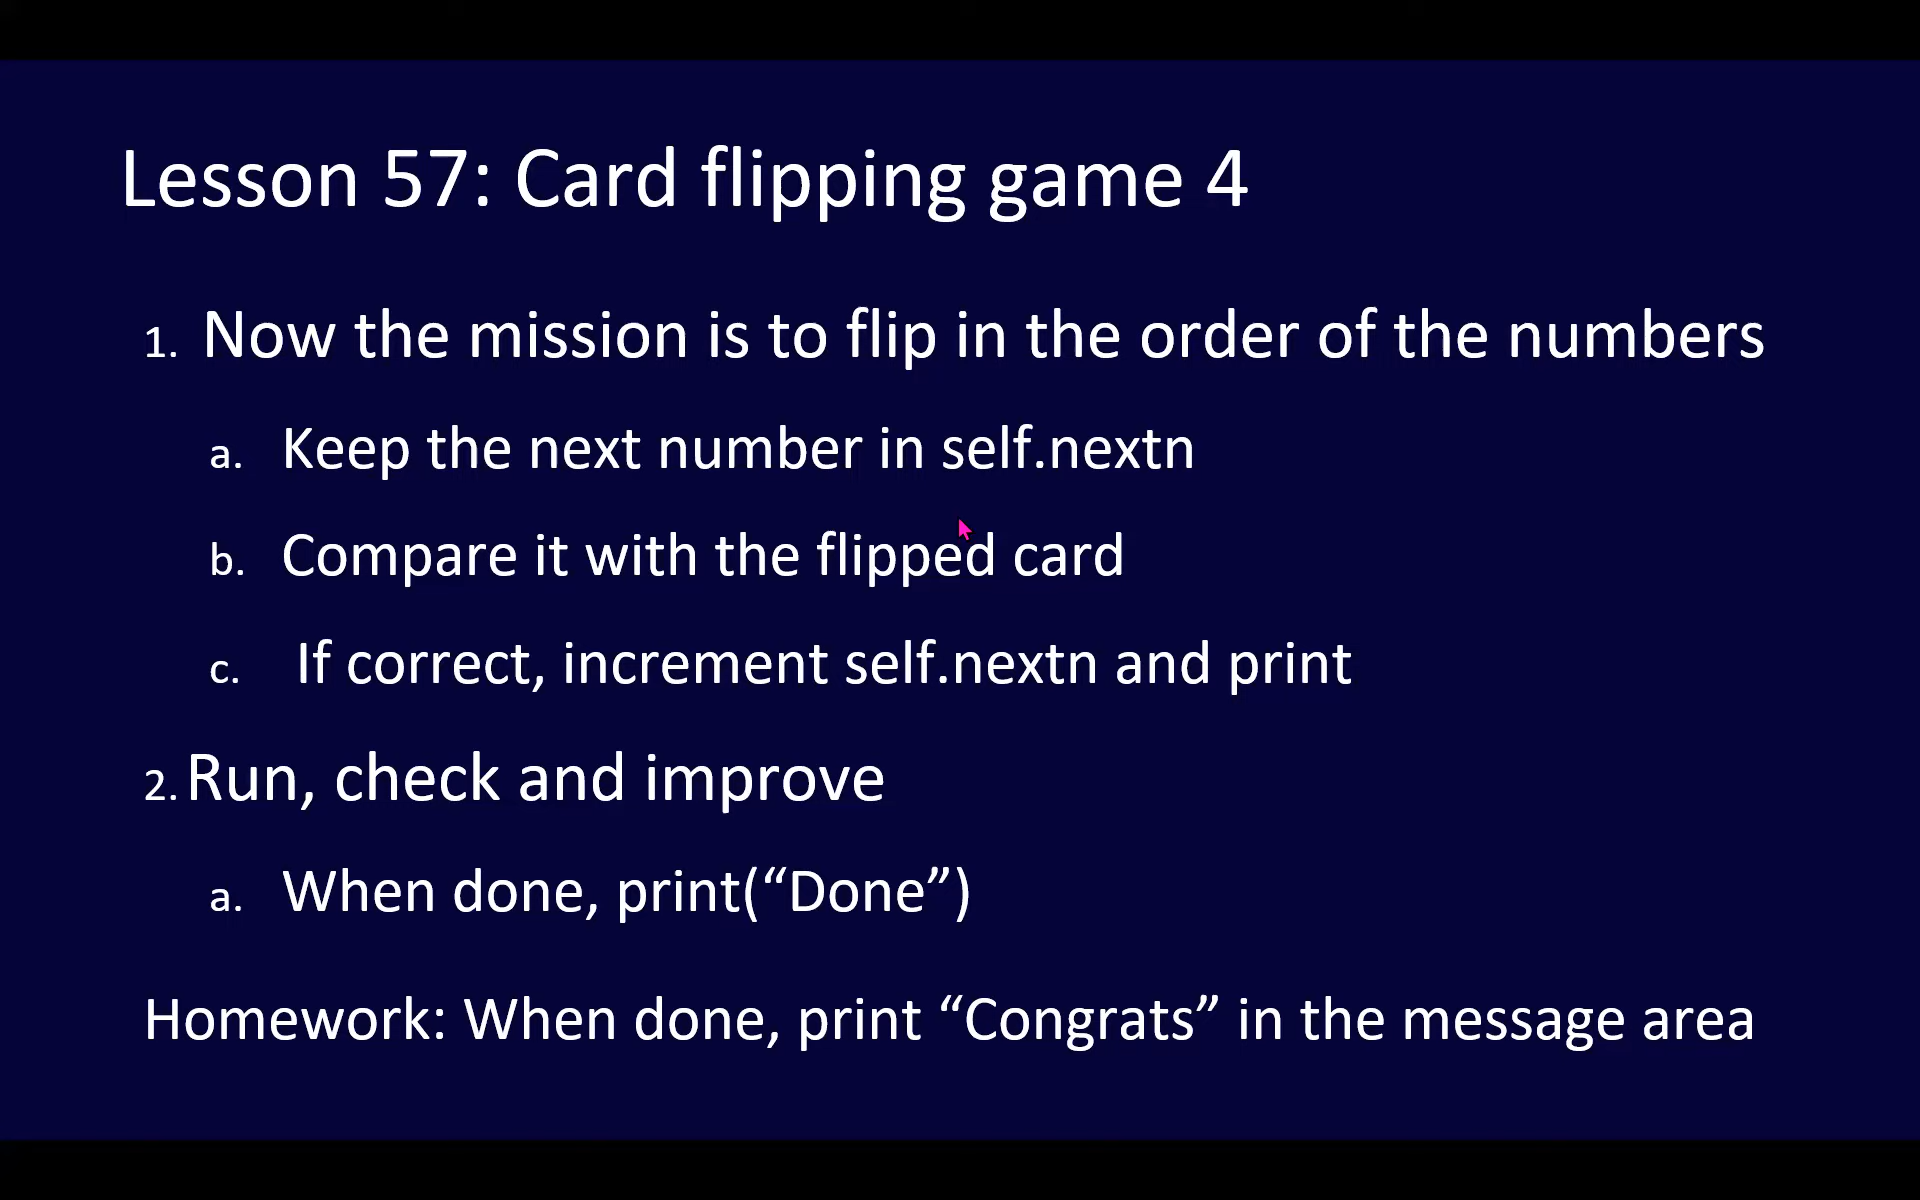 Lesson 57: Card flipping game 4
1. Now the mission is to flip in the order of the numbers
a. Keep the next number in self.nextn
b. Compare it with the flipped card
c. If correct, increment self.nextn and print
2. Run, check and improve
a. When done, print(“Done”)
Homework: When done, print “Congrats” in the message area